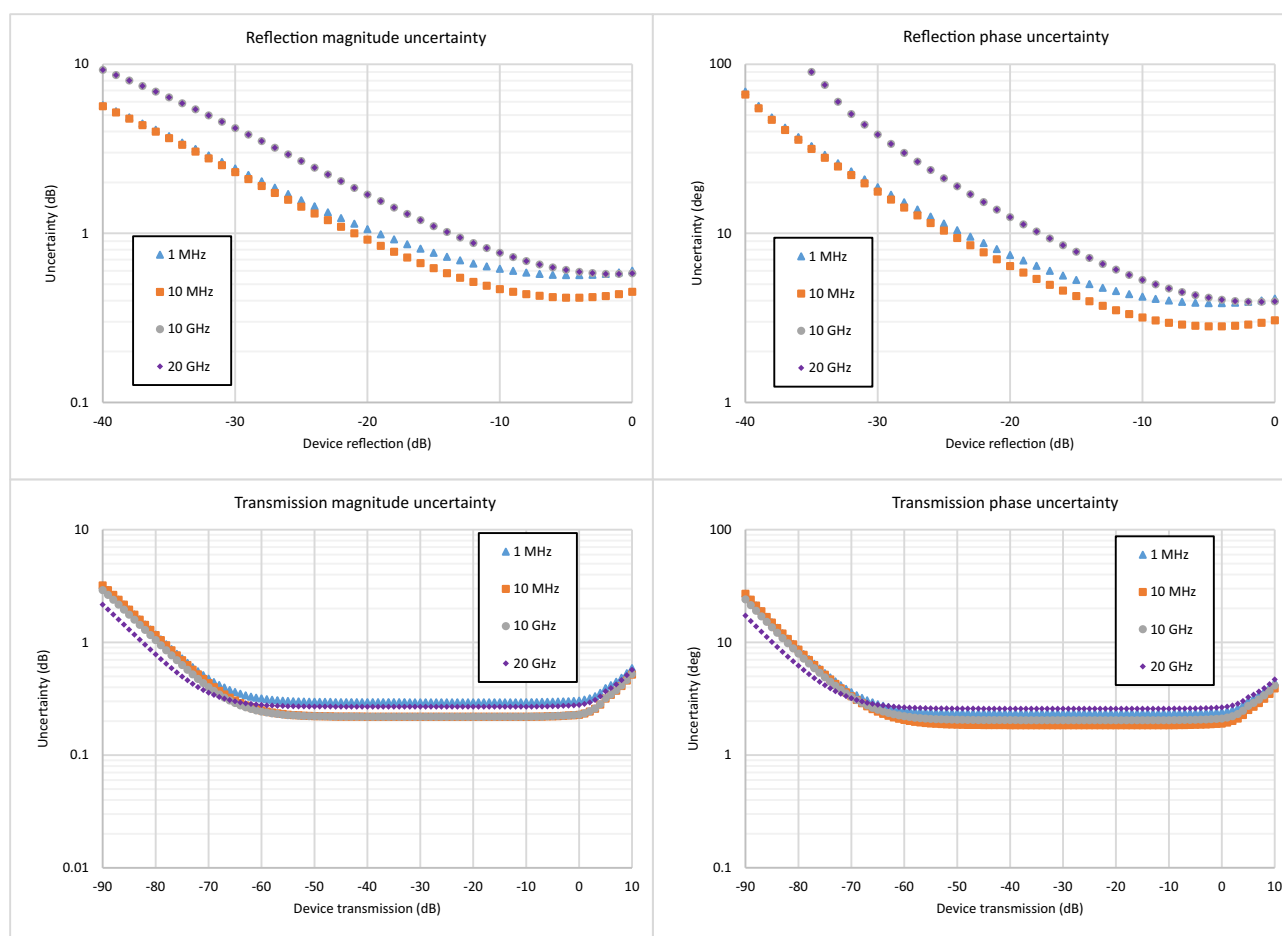 Reflection magnitude uncertainty
10
1
0.1
Uncertainty (dB)
1 MHz
10 MHz
10 GHz
20 GHz
-40
-30
-20
-10
0
Device reflection (dB)
Reflection phase uncertainty
100
10
1
Uncertainty (deg)
1 MHz
10 MHz
10 GHz
20 GHz
-40
-30
-20
-10
0
Device reflection (dB)
Transmission magnitude uncertainty
10
1
0.1
0.01
Uncertainty (dB)
1 MHz
10 MHz
10 GHz
20 GHz
-90
-80
-70
-60
-50
-40
-30
-20
-10
0
10
Device transmission (dB)
Transmission phase uncertainty
100
10
1
0.1
Uncertainty (deg)
1 MHz
10 MHz
10 GHz
20 GHz
-90
-80
-70
-60
-50
-40
-30
-20
-10
0
10
Device transmission (dB)